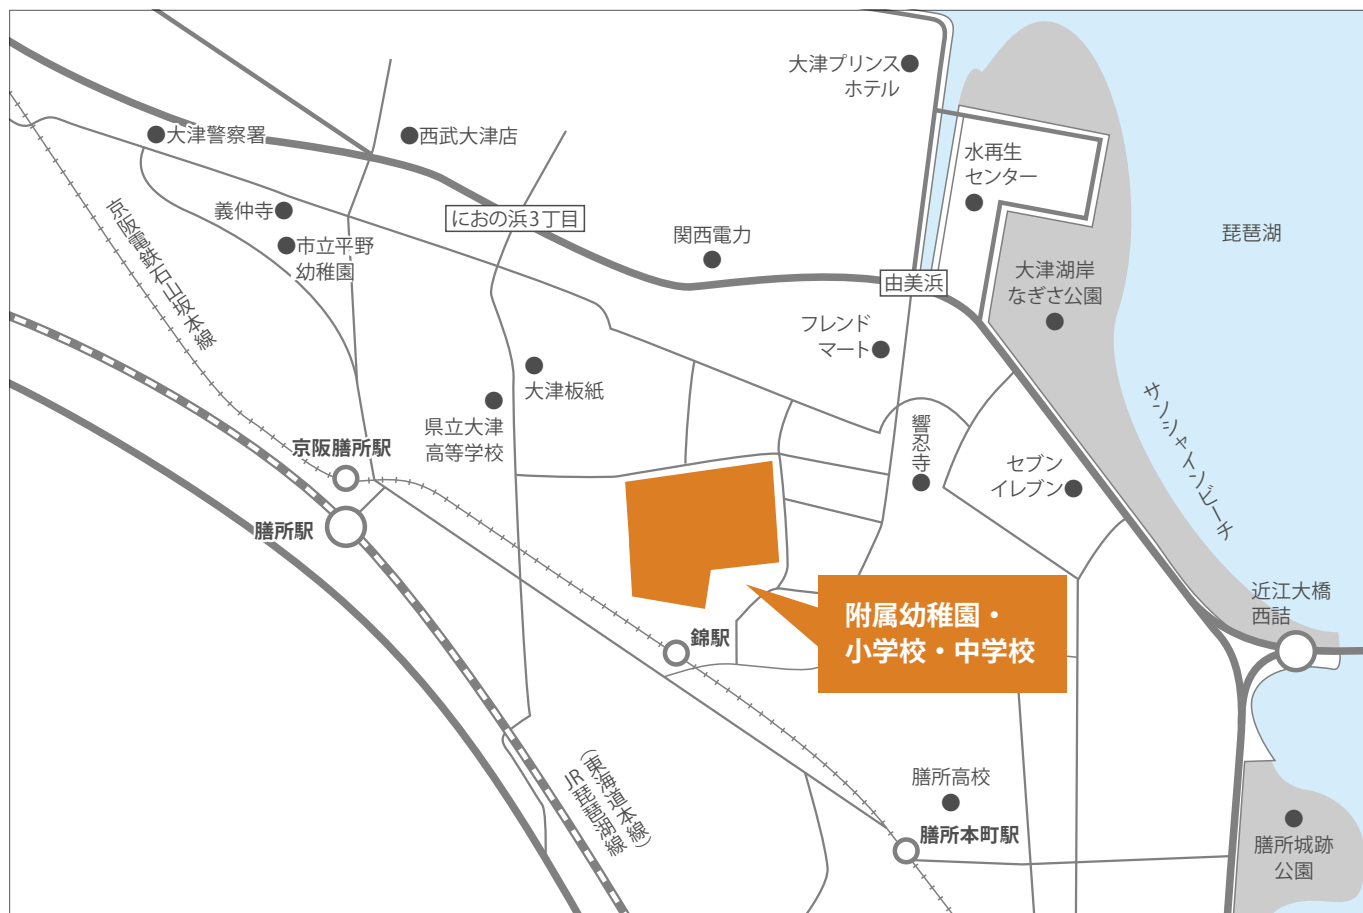 大津プリンス
ホテル
大津警察署
西武大津店
水再生
センター
義仲寺
におの浜3丁目
関西電力
琵琶湖
市立平野
幼稚園
京阪電鉄石山坂本線
由美浜
大津湖岸
なぎさ公園
フレンド
マート
大津板紙
県立大津
高等学校
サンシャインビーチ
響忍寺
京阪膳所駅
セブン
イレブン
膳所駅
近江大橋
西詰
附属幼稚園・
小学校・中学校
錦駅
JR琵琶湖線
（東海道本線）
膳所高校
膳所本町駅
膳所城跡
公園